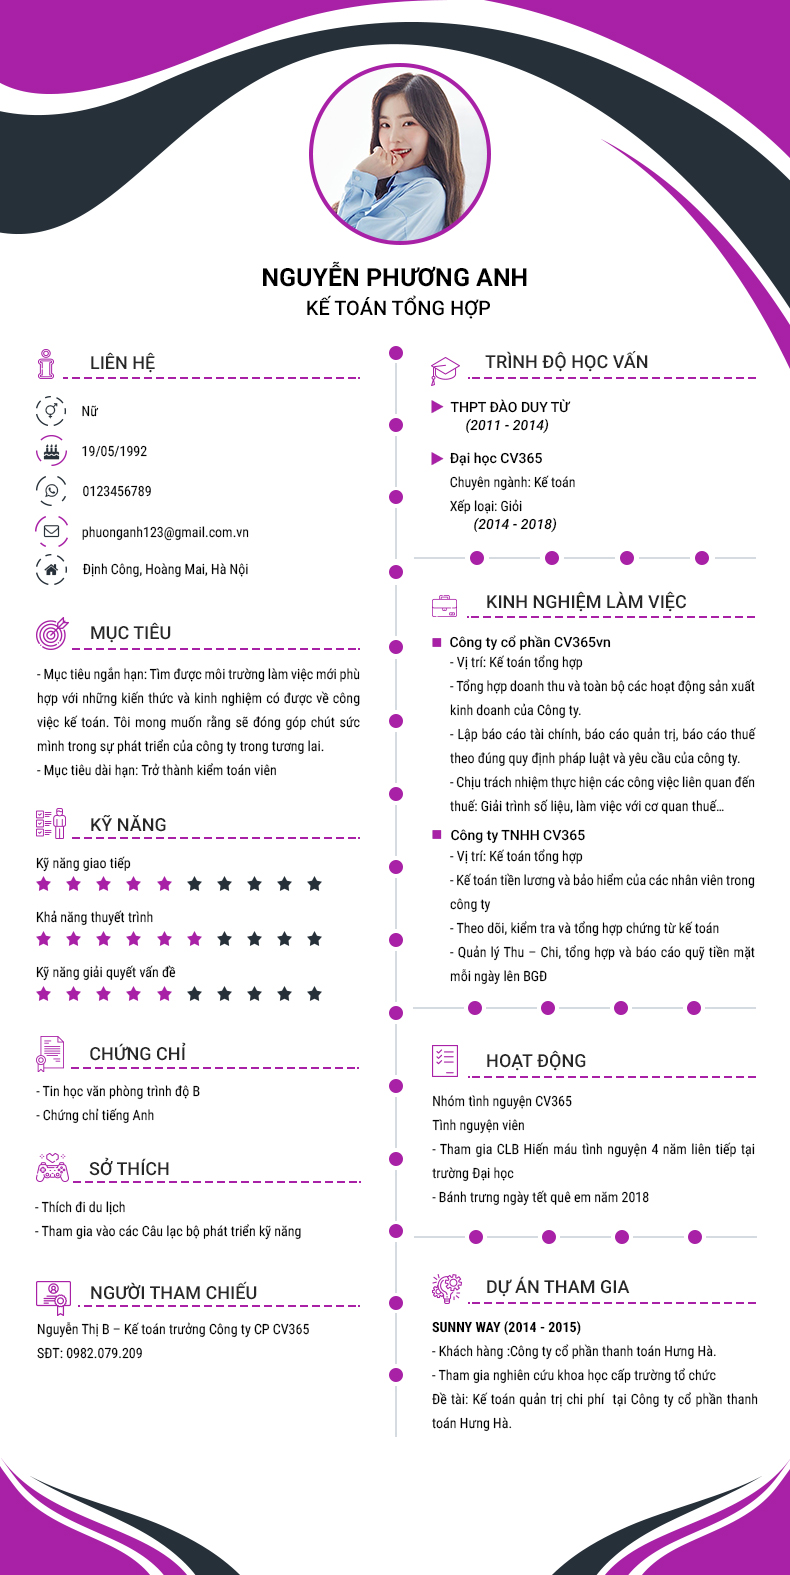 NGUYỄN PHƯƠNG ANH
KẾ TOÁN TỔNG HỢP
LIÊN HỆ
Nữ
19/05/1992
0123456789
phuonganh123@gmail.com.vn
Định Công, Hoàng Mai, Hà Nội
MỤC TIÊU
- Mục tiêu ngắn hạn: Tìm được môi trường làm việc mới phù
hợp với những kiến thức và kinh nghiệm có được về công
việc kế toán. Tôi mong muốn rằng sẽ đóng góp chút sức
mình trong sự phát triển của công ty trong tương lai.
- Mục tiêu dài hạn: Trở thành kiểm toán viên
KỸ NĂNG
Kỹ năng giao tiếp
Khả năng thuyết trình
Kỹ năng giải quyết vấn đề
CHỨNG CHỈ
- Tin học văn phòng trình độ B
- Chứng chỉ tiếng Anh
SỞ THÍCH
- Thích đi du lịch
- Tham gia vào các Câu lạc bộ phát triển kỹ năng
NGƯỜI THAM CHIẾU
Nguyễn Thị B – Kế toán trưởng Công ty CP CV365
SĐT: 0982.079.209
TRÌNH ĐỘ HỌC VẤN
THPT ĐÀO DUY TỪ
(2011 - 2014)
Đại học CV365
Chuyên ngành: Kế toán
Xếp loại: Giỏi
(2014 - 2018)
KINH NGHIỆM LÀM VIỆC
Công ty cổ phần CV365vn
- Vị trí: Kế toán tổng hợp
- Tổng hợp doanh thu và toàn bộ các hoạt động sản xuất
kinh doanh của Công ty.
- Lập báo cáo tài chính, báo cáo quản trị, báo cáo thuế
theo đúng quy định pháp luật và yêu cầu của công ty.
- Chịu trách nhiệm thực hiện các công việc liên quan đến
thuế: Giải trình số liệu, làm việc với cơ quan thuế…
Công ty TNHH CV365
- Vị trí: Kế toán tổng hợp
- Kế toán tiền lương và bảo hiểm của các nhân viên trong
công ty
- Theo dõi, kiểm tra và tổng hợp chứng từ kế toán
- Quản lý Thu – Chi, tổng hợp và báo cáo quỹ tiền mặt
mỗi ngày lên BGĐ
HOẠT ĐỘNG
Nhóm tình nguyện CV365
Tình nguyện viên
- Tham gia CLB Hiến máu tình nguyện 4 năm liên tiếp tại
trường Đại học
- Bánh trưng ngày tết quê em năm 2018
DỰ ÁN THAM GIA
SUNNY WAY (2014 - 2015)
- Khách hàng :Công ty cổ phần thanh toán Hưng Hà.
- Tham gia nghiên cứu khoa học cấp trường tổ chức
Đề tài: Kế toán quản trị chi phí  tại Công ty cổ phần thanh
toán Hưng Hà.